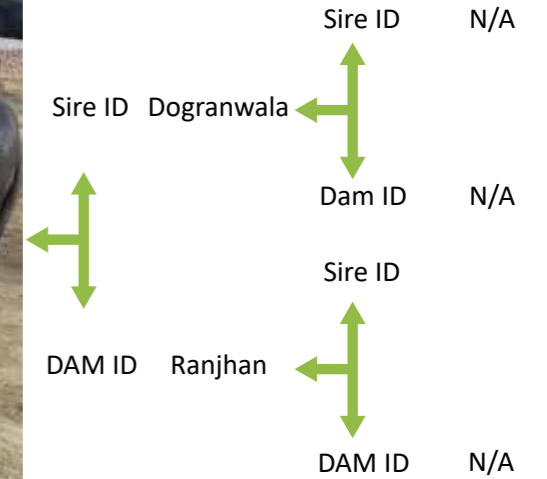 Sire ID N/A
Sire ID Dogranwala
Dam ID N/A
Sire ID
DAM ID Ranjhan
DAM ID N/A